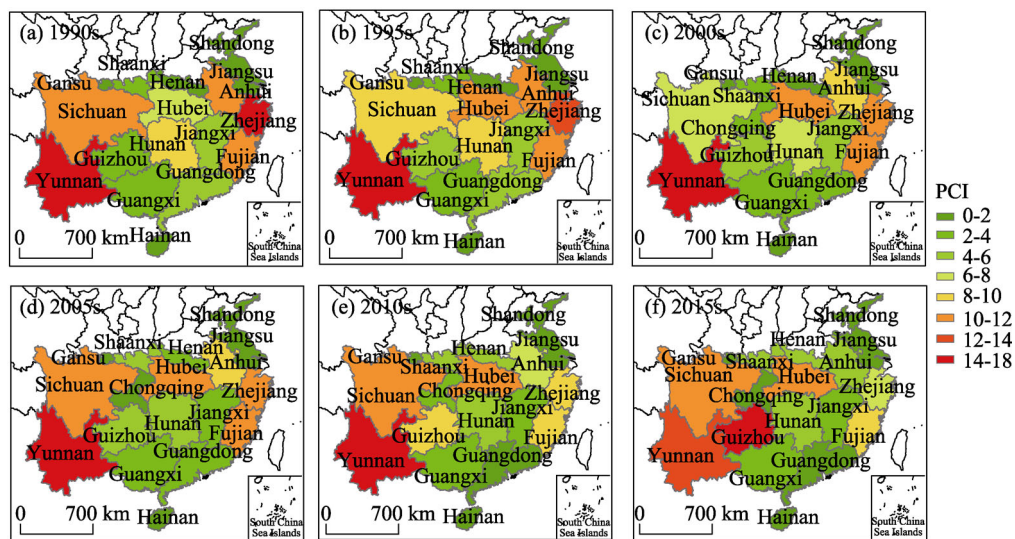 (a) 1990s
Shandong
Shaanxi
Gansu
Henan
Jiangsu
Anhui
Sichuan
Hubei
Zhejiang
Jiangxi
Hunan
Guizhou
Fujian
Yunnan
Guangdong
Guangxi
0 700 km
Hainan
South China
Sea Islands
(b) 1995s
Shandong
Shaanxi
Gansu
Henan
Jiangsu
Anhui
Sichuan
Hubei
Zhejiang
Jiangxi
Hunan
Guizhou
Fujian
Yunnan
Guangdong
Guangxi
0 700 km
Hainan
South China
Sea Islands
(c) 2000s
Shandong
Gansu
Henan
Jiangsu
Sichuan
Shaanxi
Anhui
Hubei
Zhejiang
Chongqing
Jiangxi
Guizhou
Hunan
Fujian
Yunnan
Guangdong
Guangxi
0 700 km
Hainan
South China
Sea Islands
PCI
0-2
2-4
4-6
6-8
8-10
10-12
12-14
14-18
(d) 2005s
Shandong
Shaanxi
Jiangsu
Gansu
Henan
Anhui
Hubei
Sichuan
Chongqing
Zhejiang
Jiangxi
Hunan
Guizhou
Fujian
Yunnan
Guangdong
Guangxi
0 700 km
Hainan
South China
Sea Islands
(e) 2010s
Shandong
Henan
Jiangsu
Gansu
Shaanxi
Anhui
Hubei
Sichuan
Chongqing
Zhejiang
Jiangxi
Hunan
Guizhou
Fujian
Yunnan
Guangdong
Guangxi
0 700 km
Hainan
South China
Sea Islands
(f) 2015s
Shandong
Henan
Jiangsu
Gansu
Shaanxi
Anhui
Sichuan
Hubei
Chongqing
Zhejiang
Jiangxi
Hunan
Guizhou
Fujian
Yunnan
Guangdong
Guangxi
0 700 km
Hainan
South China
Sea Islands